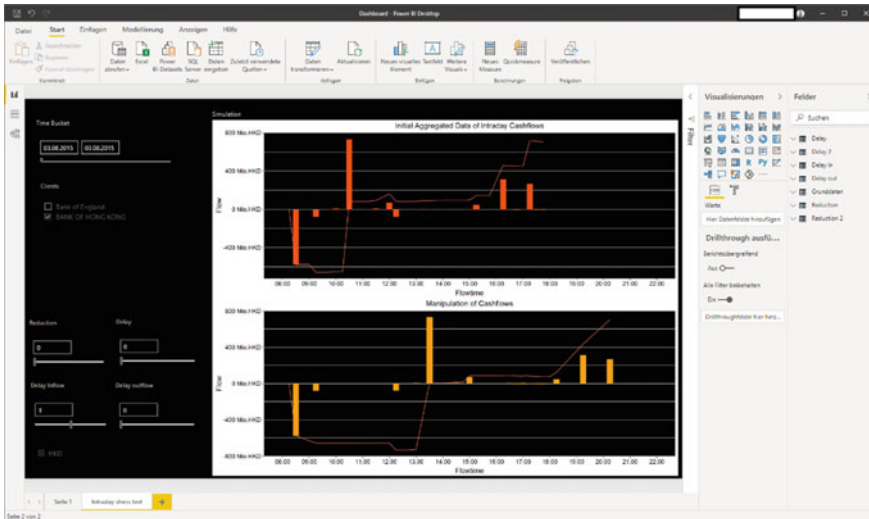 Dashboard - Power BI Desktop
Datei Start Einfügen Modellierung Anzeigen Hilfe
Einfügen
Ausschneiden
Kopieren
Format übertragen
Daten abrufen
Excel
Power BI-Datasets
SQL Server
Daten eingeben
Zuletzt verwendete Quellen
Daten transformieren
Aktualisieren
Neues visuelles Element
Textfeld
Weitere Visuals
Neues Measure
Quickmeasure
Veröffentlichen
Daten Abfragen Einfügen Berechnungen Freigeben
Time Bucket
03.08.2015 03.08.2015
Clients
Bank of England
BANK OF HONG KONG
Reduction Delay
0 0
Delay Inflow Delay outflow
3 0
HKD
Simulation
Initial Aggregated Data of Intraday Cashflows
800 Mio.HKD
400 Mio.HKD
0 Mio.HKD
-400 Mio.HKD
Flow
08.00 09.00 10.00 11.00 12.00 13.00 14.00 15.00 16.00 17.00 18.00 19.00 20.00 21.00 22.00
Flowtime
Manipulation of Cashflows
800 Mio.HKD
400 Mio.HKD
0 Mio.HKD
-400 Mio.HKD
-800 Mio.HKD
Flow
08.00 09.00 10.00 11.00 12.00 13.00 14.00 15.00 16.00 17.00 18.00 19.00 20.00 21.00 22.00
Flowtime
Filter
Visualisierungen
Werte
Hier Datenfelder hinzufügen
Drillthrough ausfü...
Berichtsübergreifend
Aus
Alle Filter beibehalten
Ein
Drillthroughfelder hier hinz...
Felder
Suchen
Delay
Delay 2
Delay in
Delay out
Grunddaten
Reduction
Reduction 2
Seite 1 Intraday stress test
Seite 2 von 2